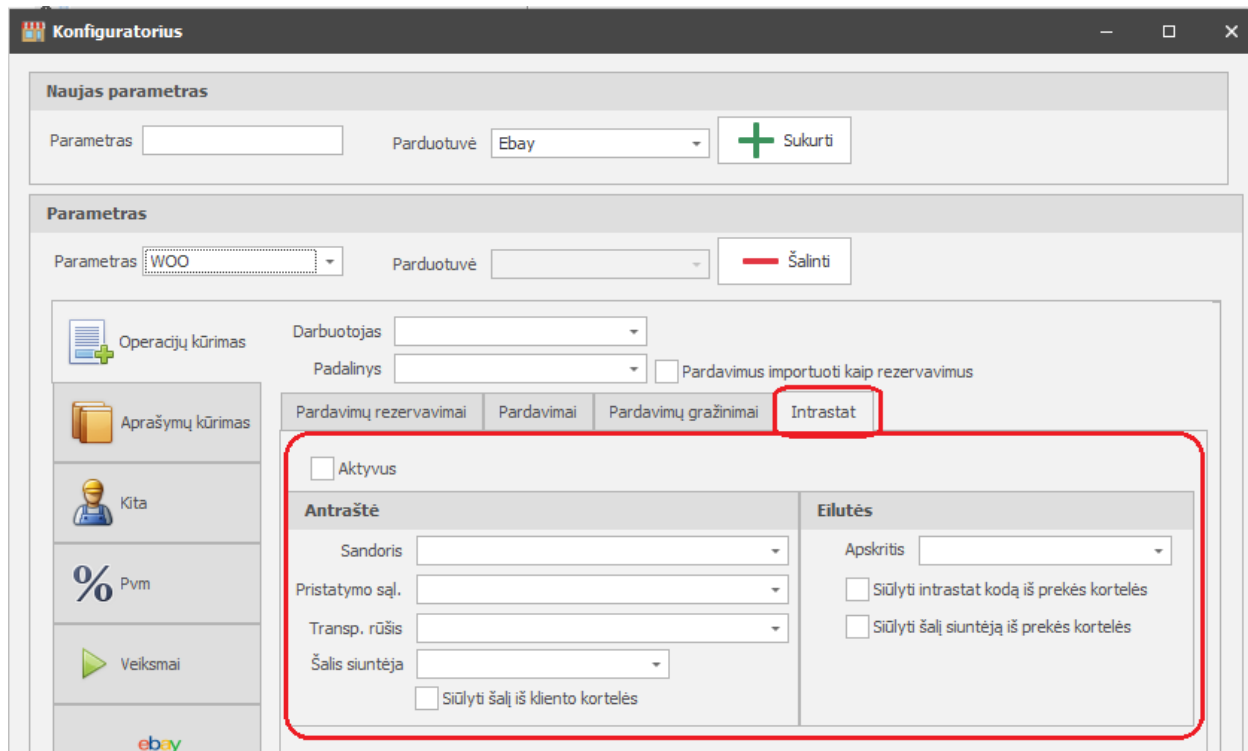 Konfiguratorius
Naujas parametras
Parametras
Parduotuvė Ebay
Sukurti
Parametras
Parametras WOO
Parduotuvė
Šalinti
Operacijų kūrimas
Aprašymų kūrimas
Kita
% Pvm
Veiksmai
ebay
Darbuotojas
Padalinys
Pardavimus importuoti kaip rezervavimus
Pardavimų rezervavimai Pardavimai Pardavimų gražinimai Intrastat
Aktyvus
Antraštė
Sandoris
Pristatymo sąl.
Transp. rūšis
Šalis siuntėja
Siūlyti šalį iš kliento kortelės
Eilutės
Apskritis
Siūlyti intrastat kodą iš prekės kortelės
Siūlyti šalį siuntėją iš prekės kortelės